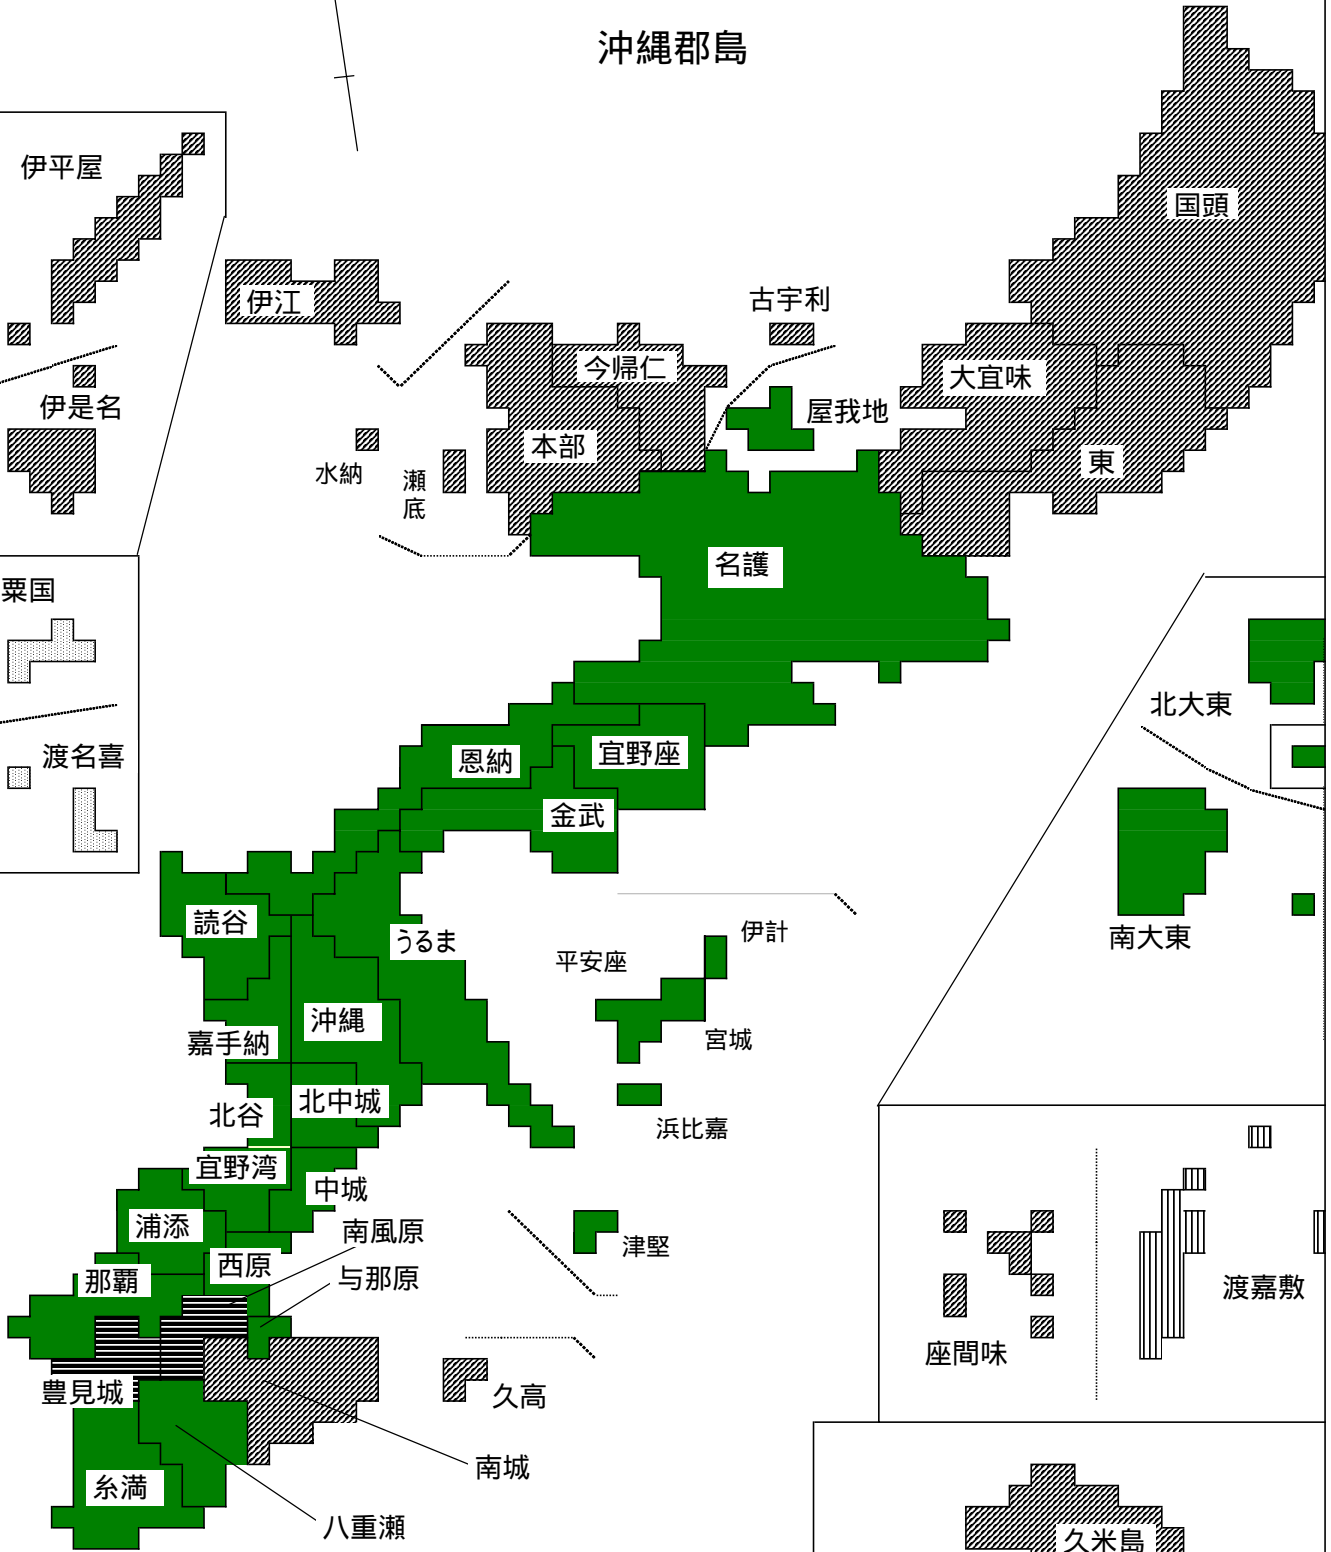 沖縄郡島
伊平屋
国頭
伊江
古宇利
今帰仁
大宜味
伊是名
屋我地
本部
東
水納
瀬
底
名護
粟国
北大東
渡名喜
恩納
宜野座
金武
読谷
うるま
伊計
南大東
平安座
沖縄
嘉手納
宮城
北谷
北中城
浜比嘉
宜野湾
中城
浦添
南風原
津堅
西原
那覇
与那原
渡嘉敷
座間味
豊見城
久高
南城
糸満
八重瀬
久米島